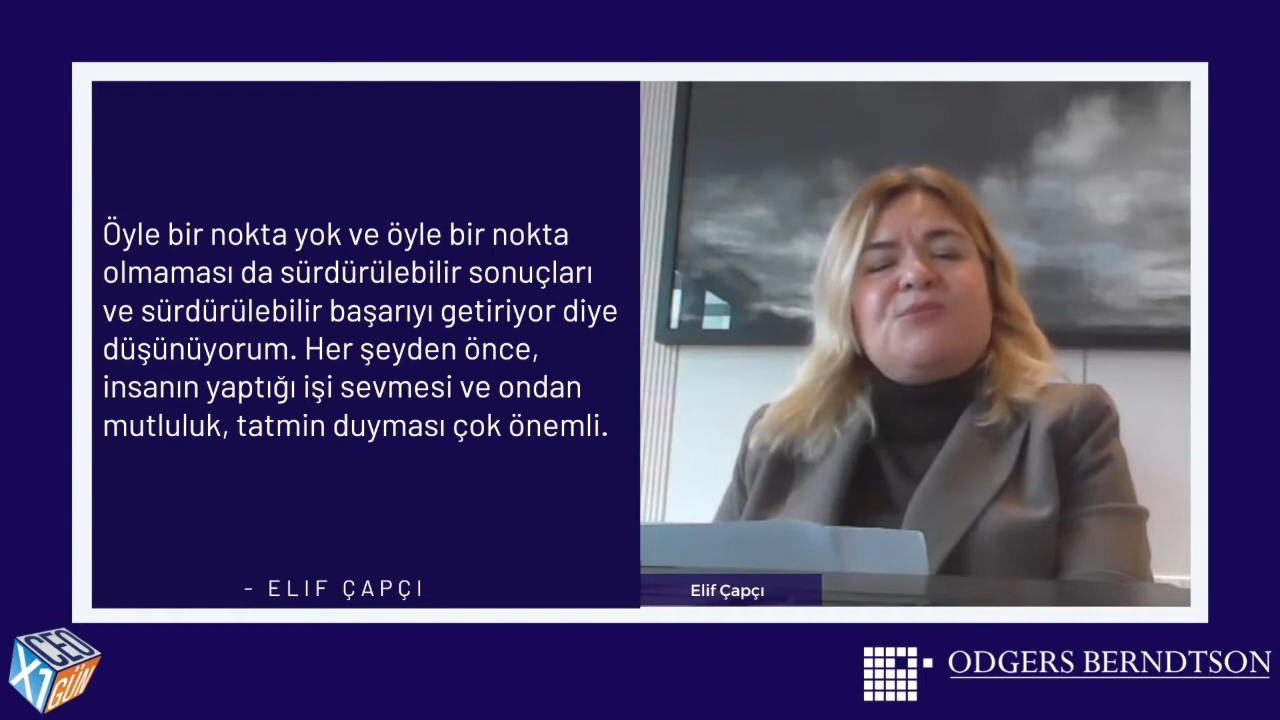 Öyle bir nokta yok ve öyle bir nokta
olmaması da sürdürülebilir sonuçları
ve sürdürülebilir başarıyı getiriyor diye
düşünüyorum. Her şeyden önce,
insanın yaptığı işi sevmesi ve ondan
mutluluk, tatmin duyması çok önemli.
- ELIF ÇAPÇI
Elif Çapçı
CEO
X1
GÜN
ODGERS BERNDTSON